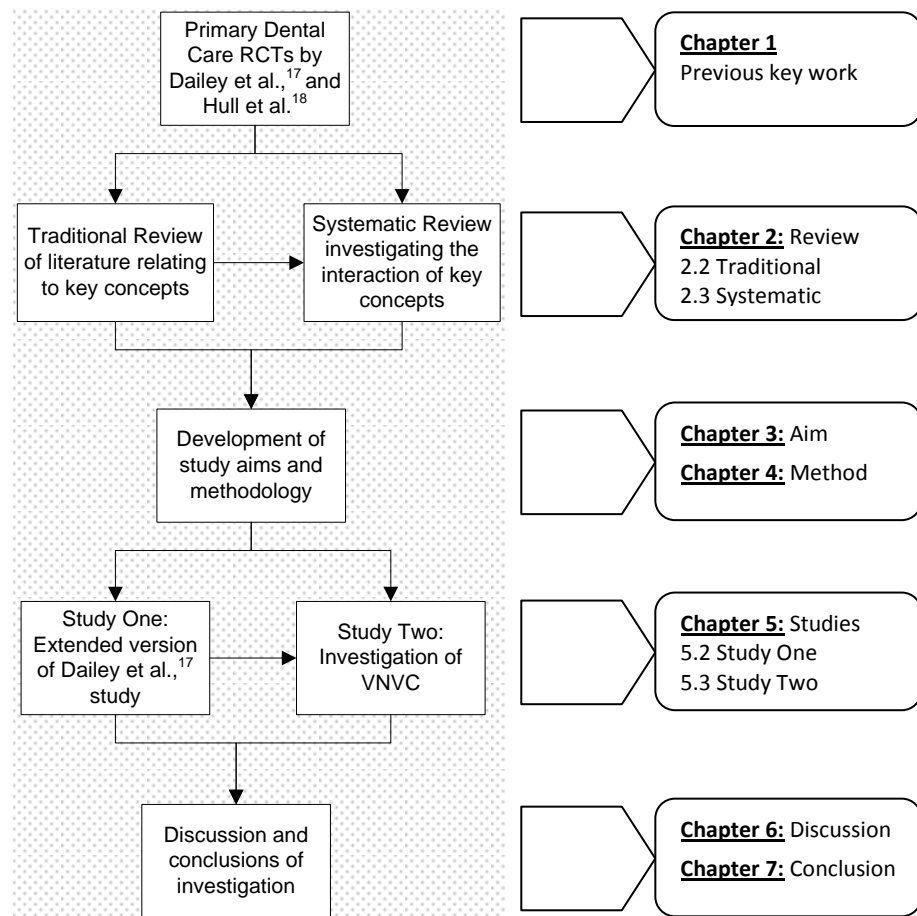 Primary Dental
Care RCTs by
Dailey et al.,17 and
Hull et al.18
Chapter 1
Previous key work
Traditional Review
of literature relating
to key concepts
Systematic Review
investigating the
interaction of key
concepts
Chapter 2: Review
2.2 Traditional
2.3 Systematic
Development of
study aims and
methodology
Chapter 3: Aim
Chapter 4: Method
Study One:
Extended version
of Dailey et al.,17
study
Study Two:
Investigation of
VNVC
Chapter 5: Studies
5.2 Study One
5.3 Study Two
Discussion and
conclusions of
investigation
Chapter 6: Discussion
Chapter 7: Conclusion